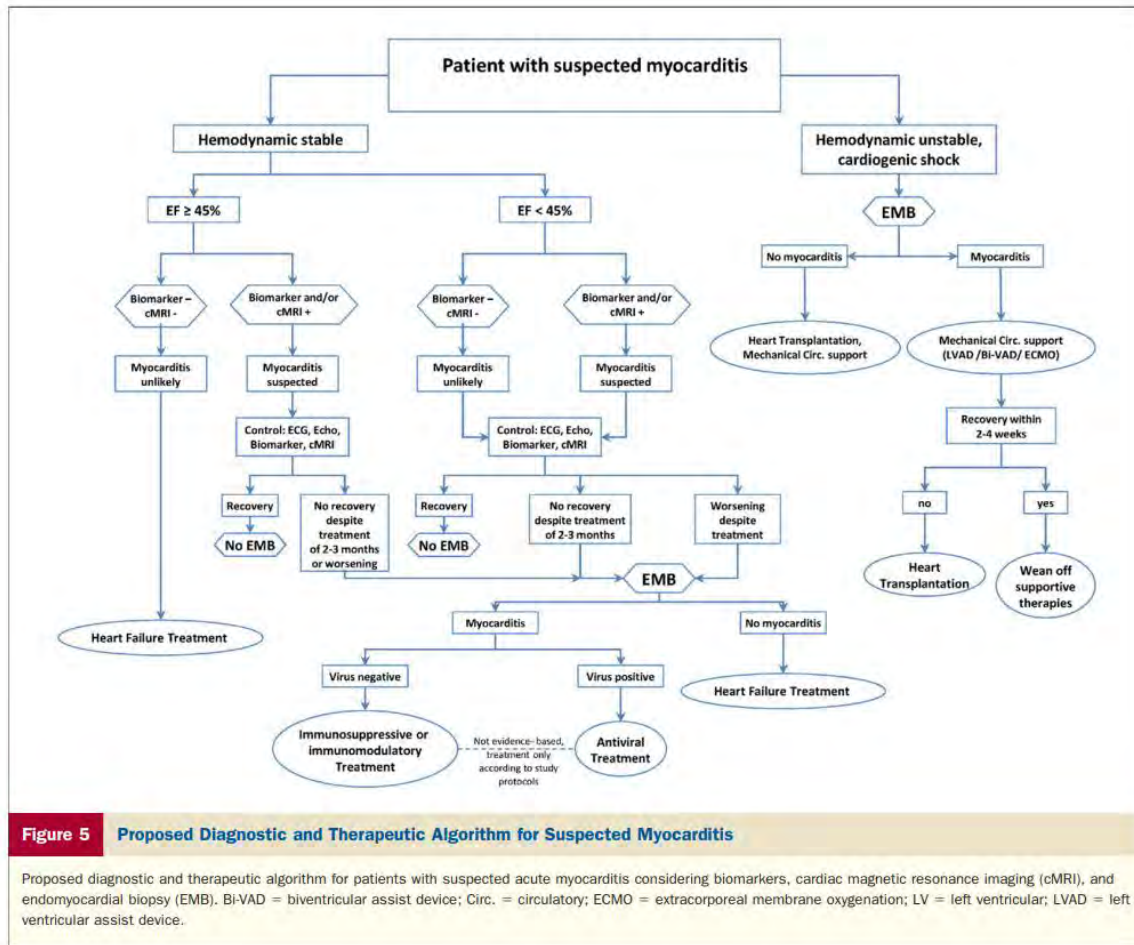 Patient with suspected myocarditis
Hemodynamic stable
Hemodynamic unstable,
cardiogenic shock
EF ≥ 45%
EF < 45%
EMB
No myocarditis
Myocarditis
Biomarker –
cMRI -
Biomarker and/or
cMRI +
Biomarker –
cMRI -
Biomarker and/or
cMRI +
Heart Transplantation,
Mechanical Circ. support
Mechanical Circ. support
(LVAD /Bi-VAD/ ECMO)
Myocarditis
unlikely
Myocarditis
suspected
Myocarditis
unlikely
Myocarditis
suspected
Control: ECG, Echo,
Biomarker, cMRI
Control: ECG, Echo,
Biomarker, cMRI
Recovery within
2-4 weeks
Recovery
No recovery
despite
treatment
of 2-3 months
or worsening
Recovery
No recovery
despite treatment
of 2-3 months
Worsening
despite
treatment
no
yes
No EMB
No EMB
EMB
Heart
Transplantation
Wean off
supportive
therapies
Heart Failure Treatment
Myocarditis
No myocarditis
Virus negative
Virus positive
Heart Failure Treatment
Immunosuppressive or
immunomodulatory
Treatment
Not evidence- based,
treatment only
according to study
protocols
Antiviral
Treatment
Figure 5 Proposed Diagnostic and Therapeutic Algorithm for Suspected Myocarditis
Proposed diagnostic and therapeutic algorithm for patients with suspected acute myocarditis considering biomarkers, cardiac magnetic resonance imaging (cMRI), and
endomyocardial biopsy (EMB). Bi-VAD = biventricular assist device; Circ. = circulatory; ECMO = extracorporeal membrane oxygenation; LV = left ventricular; LVAD = left
ventricular assist device.